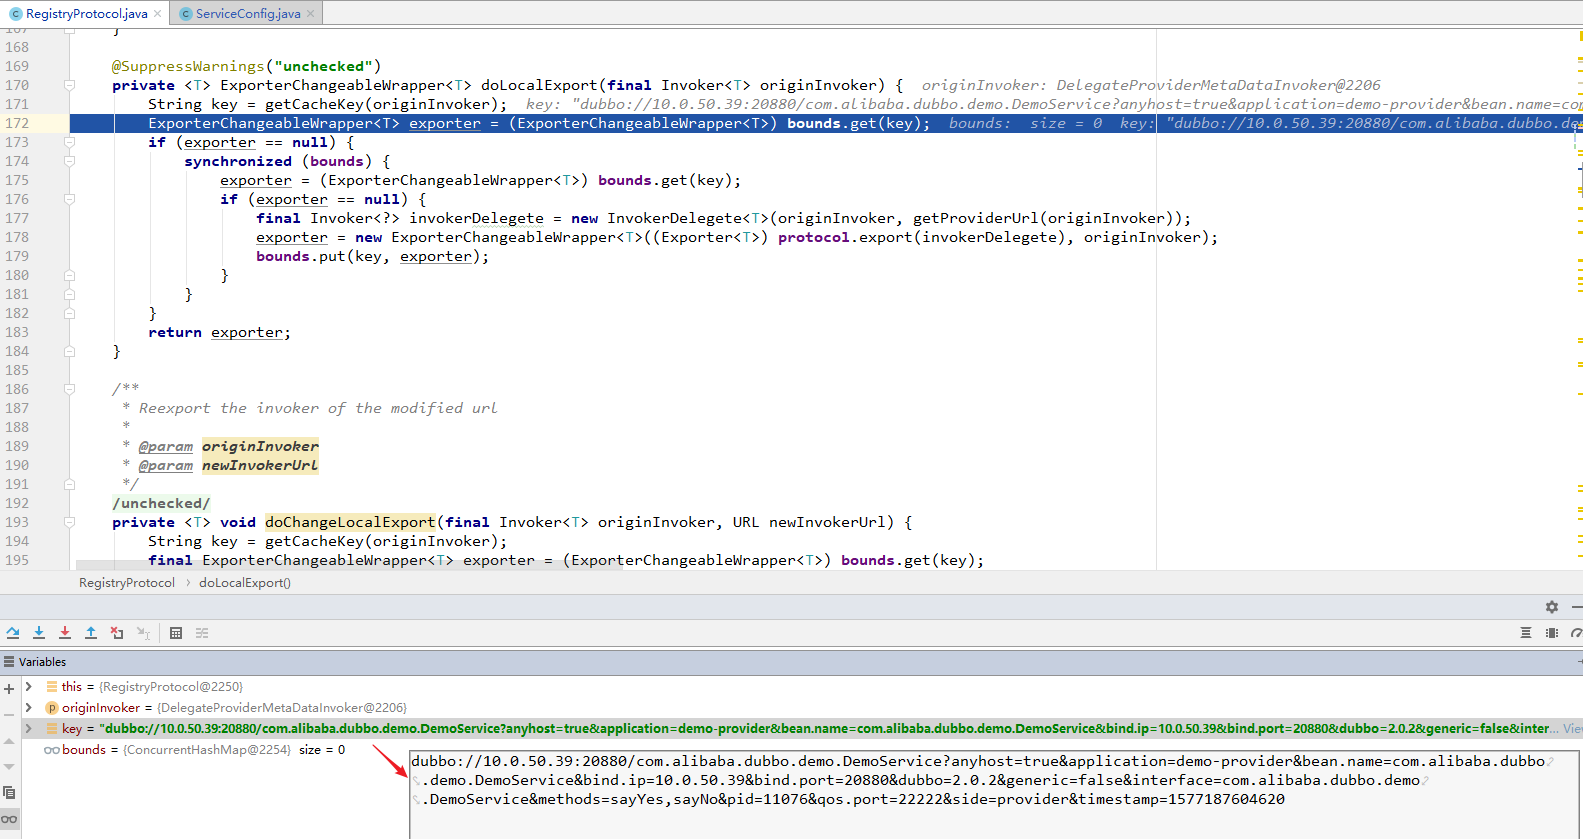 RegistryProtocol.java × ServiceConfig.java ×
167 }
168
169 @SuppressWarnings("unchecked")
170 private <T> ExporterChangeableWrapper<T> doLocalExport(final Invoker<T> originInvoker) { originInvoker: DelegateProviderMetaDataInvoker@2206
171 String key = getCacheKey(originInvoker); key: "dubbo://10.0.50.39:20880/com.alibaba.dubbo.demo.DemoService?anyhost=true&application=demo-provider&bean.name=com
172 ExporterChangeableWrapper<T> exporter = (ExporterChangeableWrapper<T>) bounds.get(key); bounds: size = 0 key: "dubbo://10.0.50.39:20880/com.alibaba.dubbo.de
173 if (exporter == null) {
174 synchronized (bounds) {
175 exporter = (ExporterChangeableWrapper<T>) bounds.get(key);
176 if (exporter == null) {
177 final Invoker<?> invokerDelegete = new InvokerDelegete<T>(originInvoker, getProviderUrl(originInvoker));
178 exporter = new ExporterChangeableWrapper<T>((Exporter<T>) protocol.export(invokerDelegete), originInvoker);
179 bounds.put(key, exporter);
180 }
181 }
182 }
183 return exporter;
184 }
185
186 /**
187 * Reexport the invoker of the modified url
188 *
189 * @param originInvoker
190 * @param newInvokerUrl
191 */
192 /unchecked/
193 private <T> void doChangeLocalExport(final Invoker<T> originInvoker, URL newInvokerUrl) {
194 String key = getCacheKey(originInvoker);
195 final ExporterChangeableWrapper<T> exporter = (ExporterChangeableWrapper<T>) bounds.get(key);
RegistryProtocol › doLocalExport()
Variables
this = {RegistryProtocol@2250}
originInvoker = {DelegateProviderMetaDataInvoker@2206}
key = "dubbo://10.0.50.39:20880/com.alibaba.dubbo.demo.DemoService?anyhost=true&application=demo-provider&bean.name=com.alibaba.dubbo.demo.DemoService&bind.ip=10.0.50.39&bind.port=20880&dubbo=2.0.2&generic=false&inter... View
bounds = {ConcurrentHashMap@2254} size = 0
dubbo://10.0.50.39:20880/com.alibaba.dubbo.demo.DemoService?anyhost=true&application=demo-provider&bean.name=com.alibaba.dubbo
.demo.DemoService&bind.ip=10.0.50.39&bind.port=20880&dubbo=2.0.2&generic=false&interface=com.alibaba.dubbo.demo
.DemoService&methods=sayYes,sayNo&pid=11076&qos.port=22222&side=provider&timestamp=1577187604620